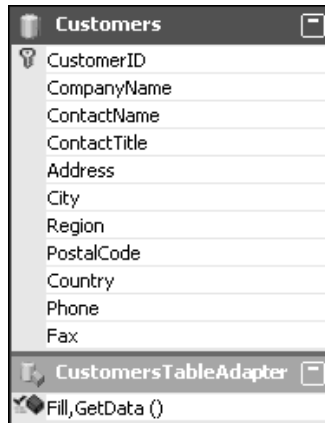 Customers
CustomerID
CompanyName
ContactName
ContactTitle
Address
City
Region
PostalCode
Country
Phone
Fax
CustomersTableAdapter
Fill,GetData ()